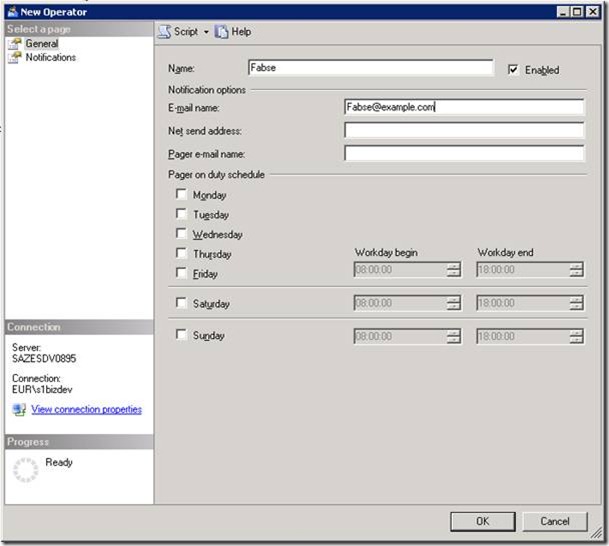 New Operator
Select a page
General
Notifications
Script Help
Name: Fabse Enabled
Notification options
E-mail name: Fabse@example.com
Net send address:
Pager e-mail name:
Pager on duty schedule
Monday
Tuesday
Wednesday
Thursday Workday begin Workday end
Friday 08:00:00 18:00:00
Saturday 08:00:00 18:00:00
Sunday 08:00:00 18:00:00
Connection
Server:
SAZESDV0895
Connection:
EUR\s1bizdev
View connection properties
Progress
Ready
OK Cancel